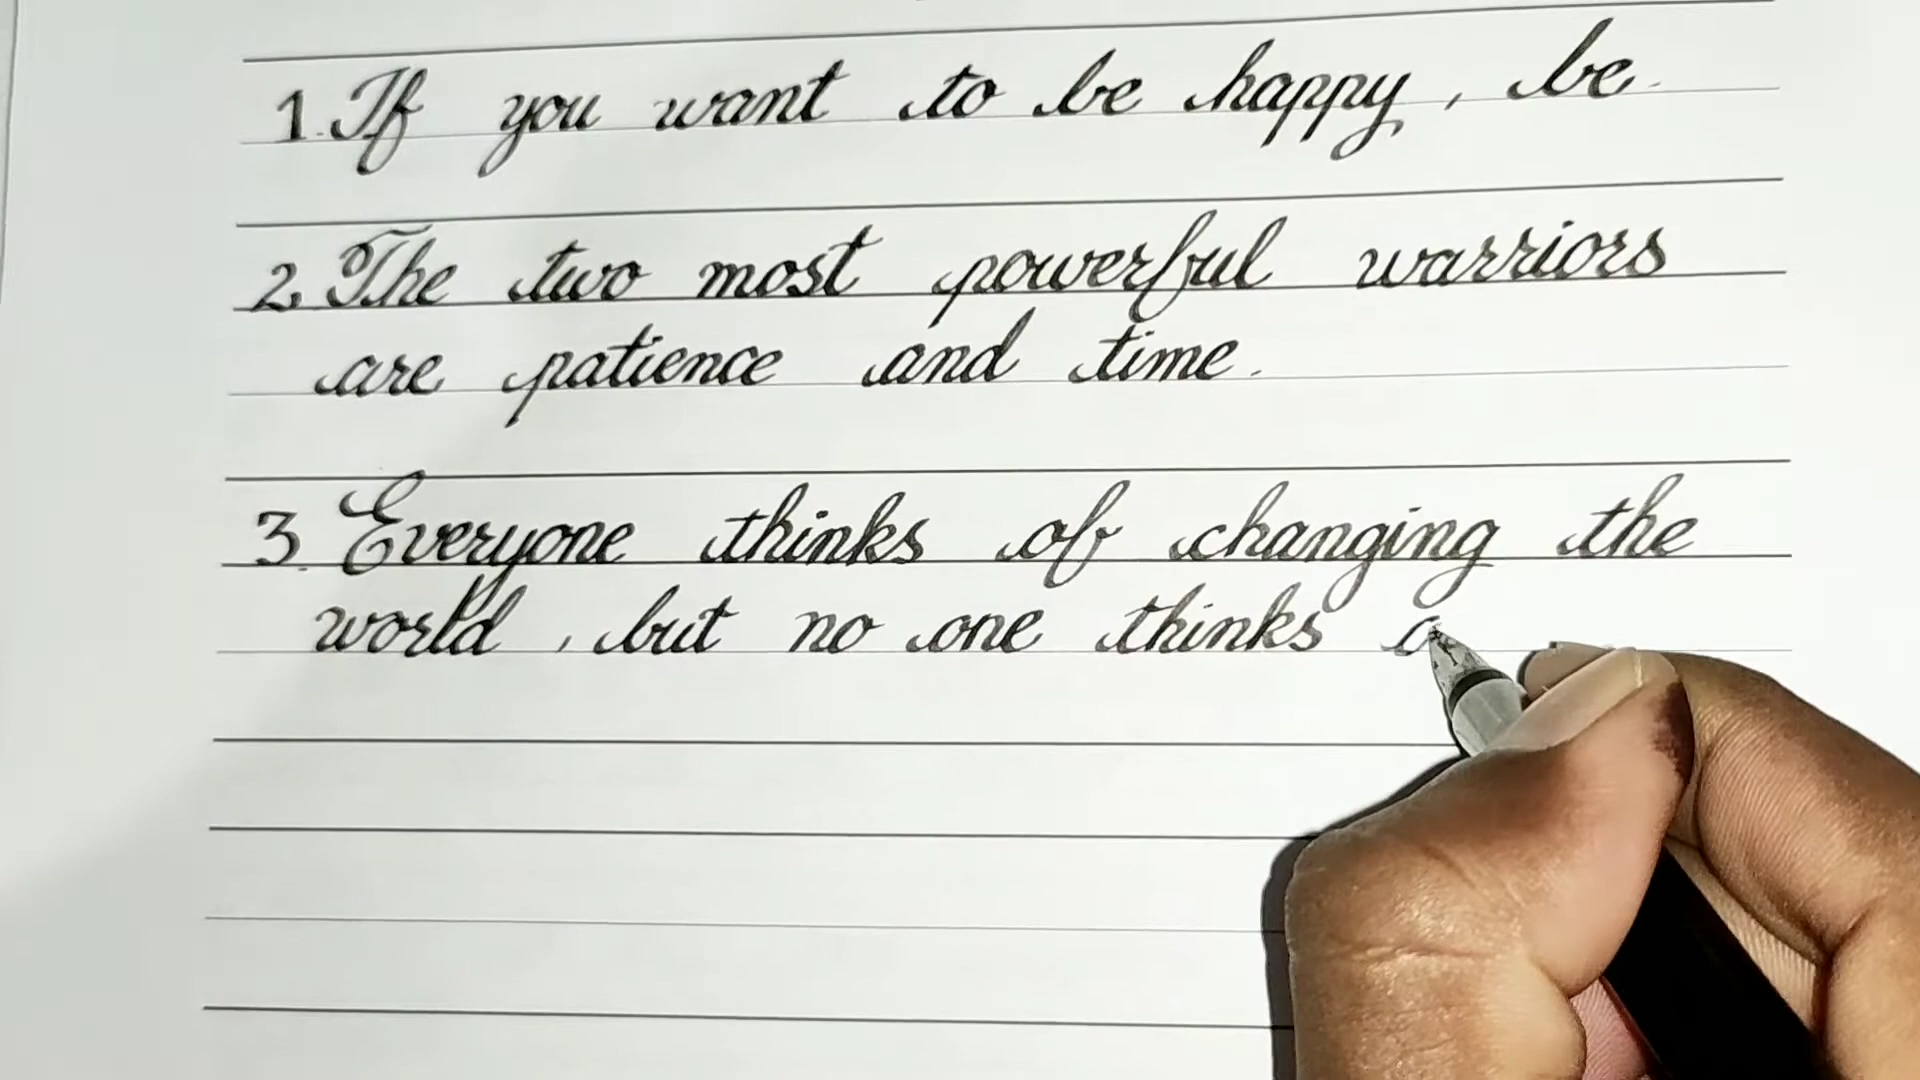 1. If you want to be happy, be.
2. The two most powerful warriors
are patience and time.
3. Everyone thinks of changing the
world, but no one thinks